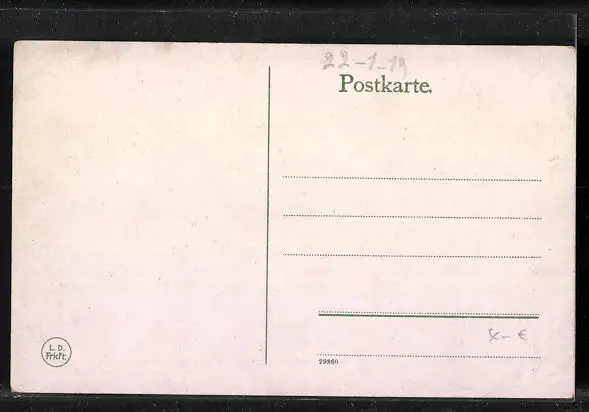 22-1-19
Postkarte.
L. D.
Frkft.
29860